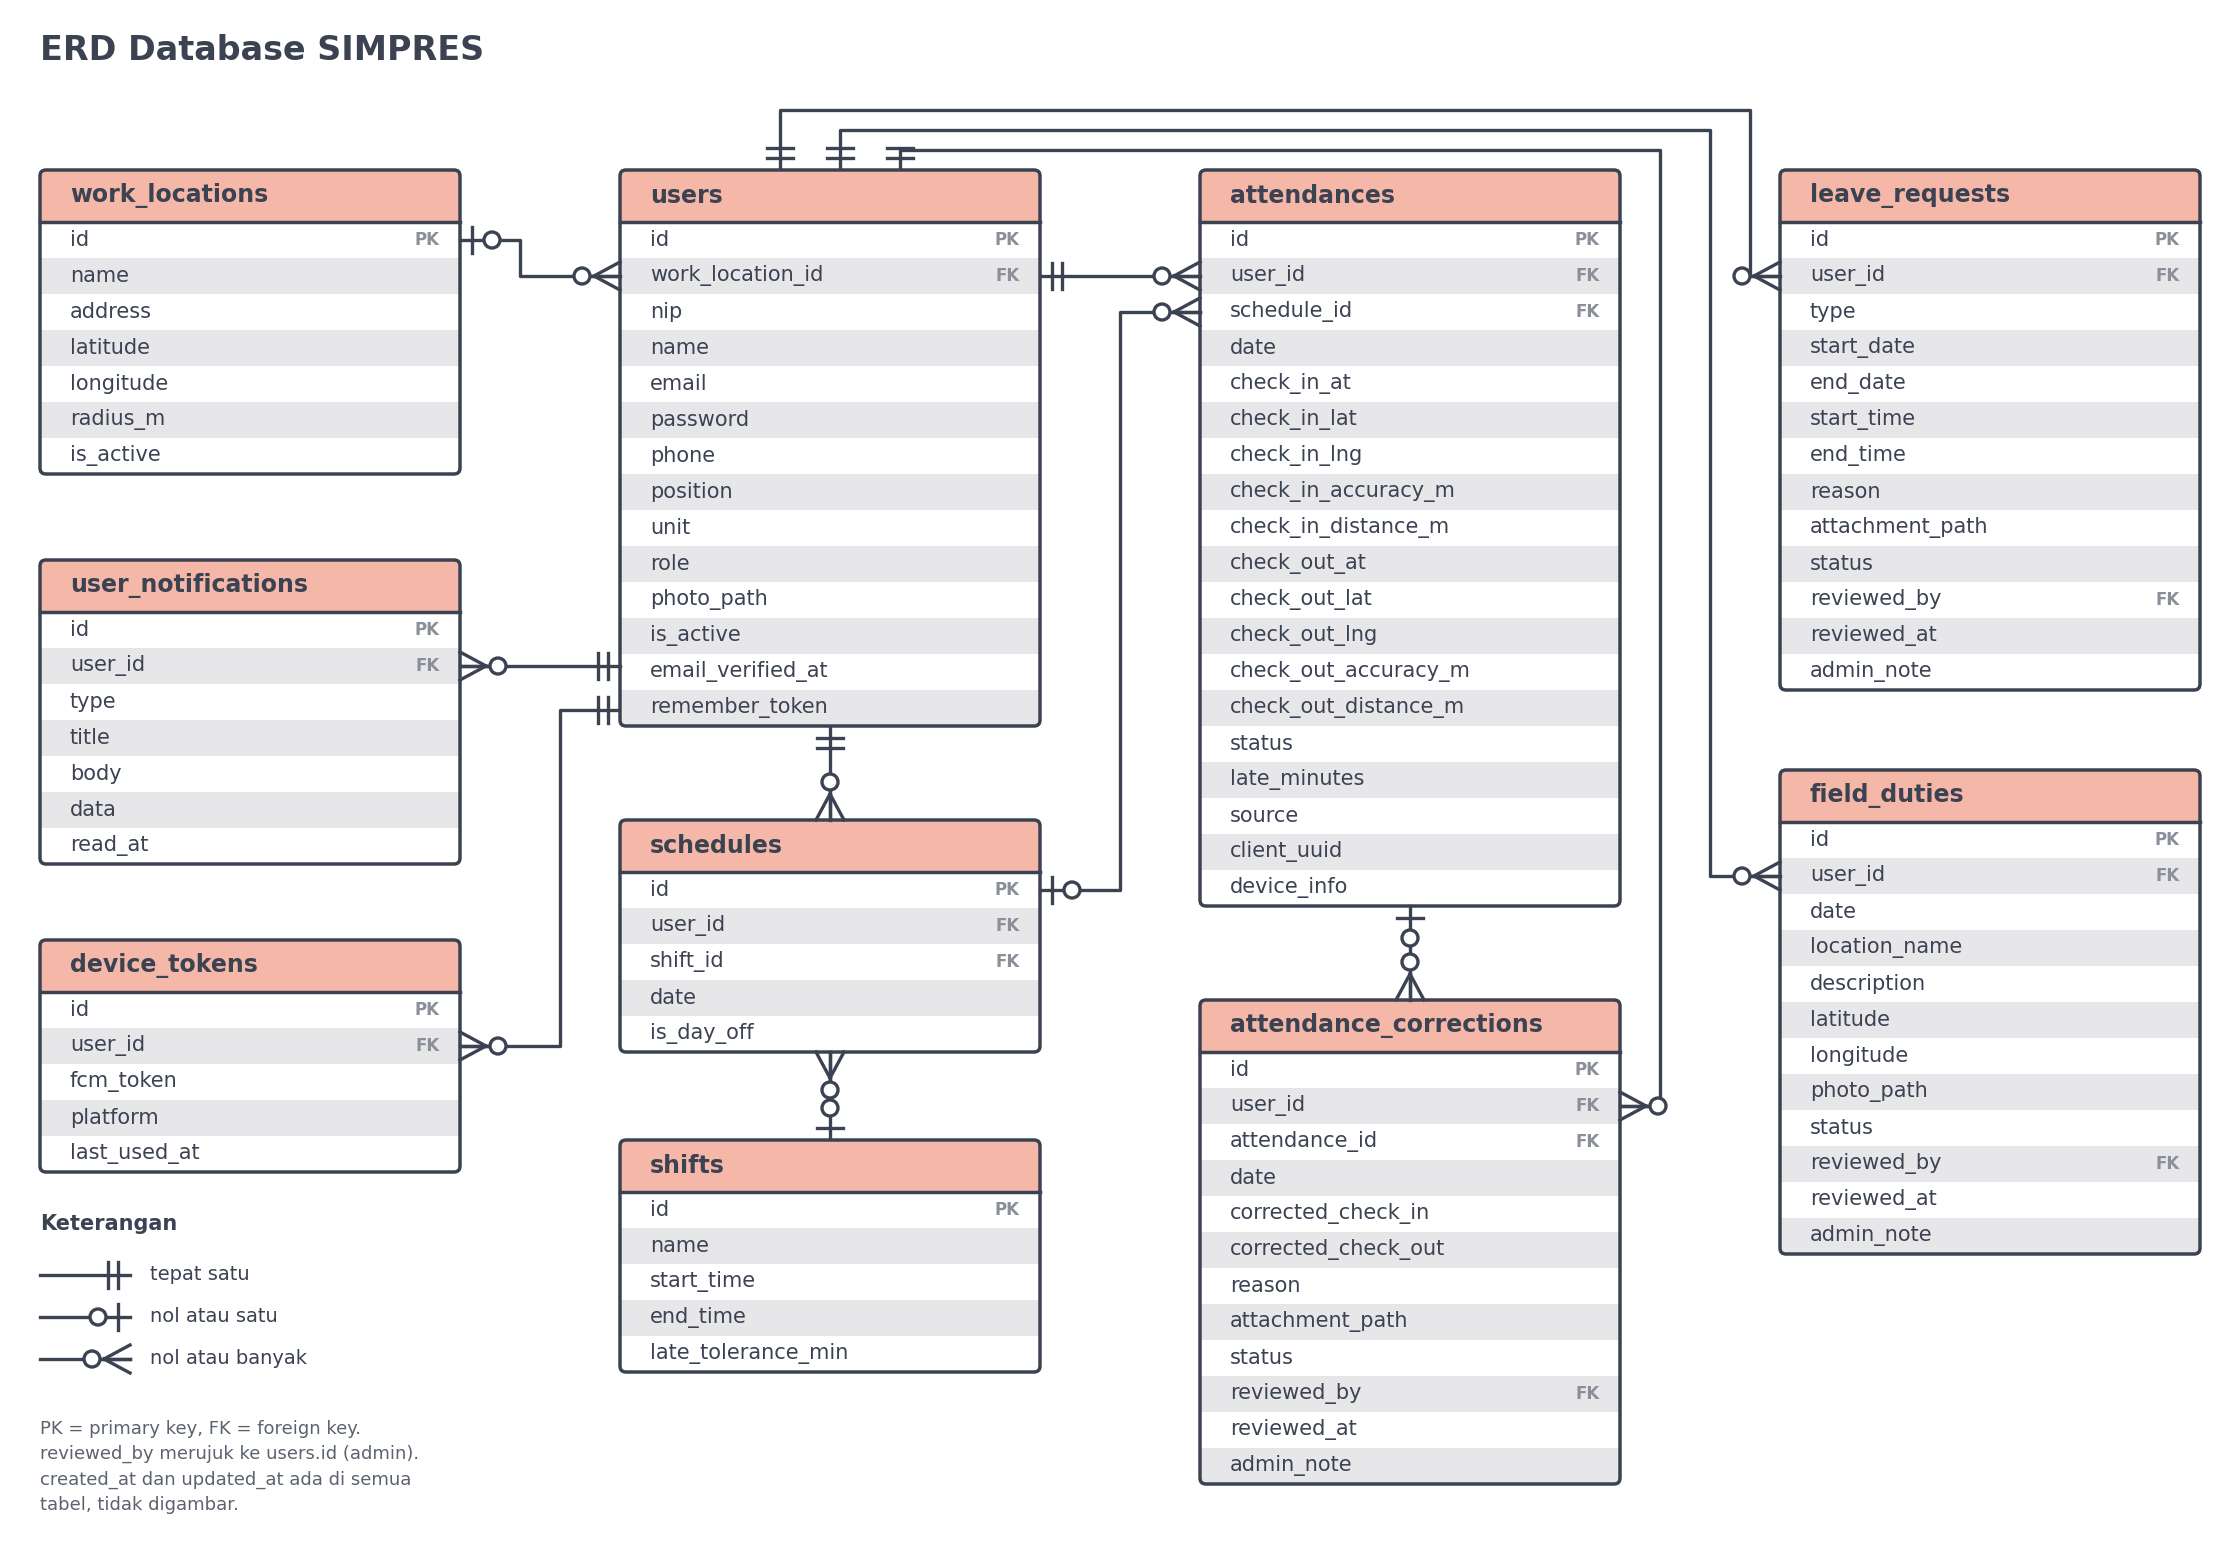 ERD Database SIMPRES
work_locations
id PK
name
address
latitude
longitude
radius_m
is_active
user_notifications
id PK
user_id FK
type
title
body
data
read_at
device_tokens
id PK
user_id FK
fcm_token
platform
last_used_at
Keterangan
tepat satu
nol atau satu
nol atau banyak
PK = primary key, FK = foreign key.
reviewed_by merujuk ke users.id (admin).
created_at dan updated_at ada di semua
tabel, tidak digambar.
users
id PK
work_location_id FK
nip
name
email
password
phone
position
unit
role
photo_path
is_active
email_verified_at
remember_token
schedules
id PK
user_id FK
shift_id FK
date
is_day_off
shifts
id PK
name
start_time
end_time
late_tolerance_min
attendances
id PK
user_id FK
schedule_id FK
date
check_in_at
check_in_lat
check_in_lng
check_in_accuracy_m
check_in_distance_m
check_out_at
check_out_lat
check_out_lng
check_out_accuracy_m
check_out_distance_m
status
late_minutes
source
client_uuid
device_info
attendance_corrections
id PK
user_id FK
attendance_id FK
date
corrected_check_in
corrected_check_out
reason
attachment_path
status
reviewed_by FK
reviewed_at
admin_note
leave_requests
id PK
user_id FK
type
start_date
end_date
start_time
end_time
reason
attachment_path
status
reviewed_by FK
reviewed_at
admin_note
field_duties
id PK
user_id FK
date
location_name
description
latitude
longitude
photo_path
status
reviewed_by FK
reviewed_at
admin_note